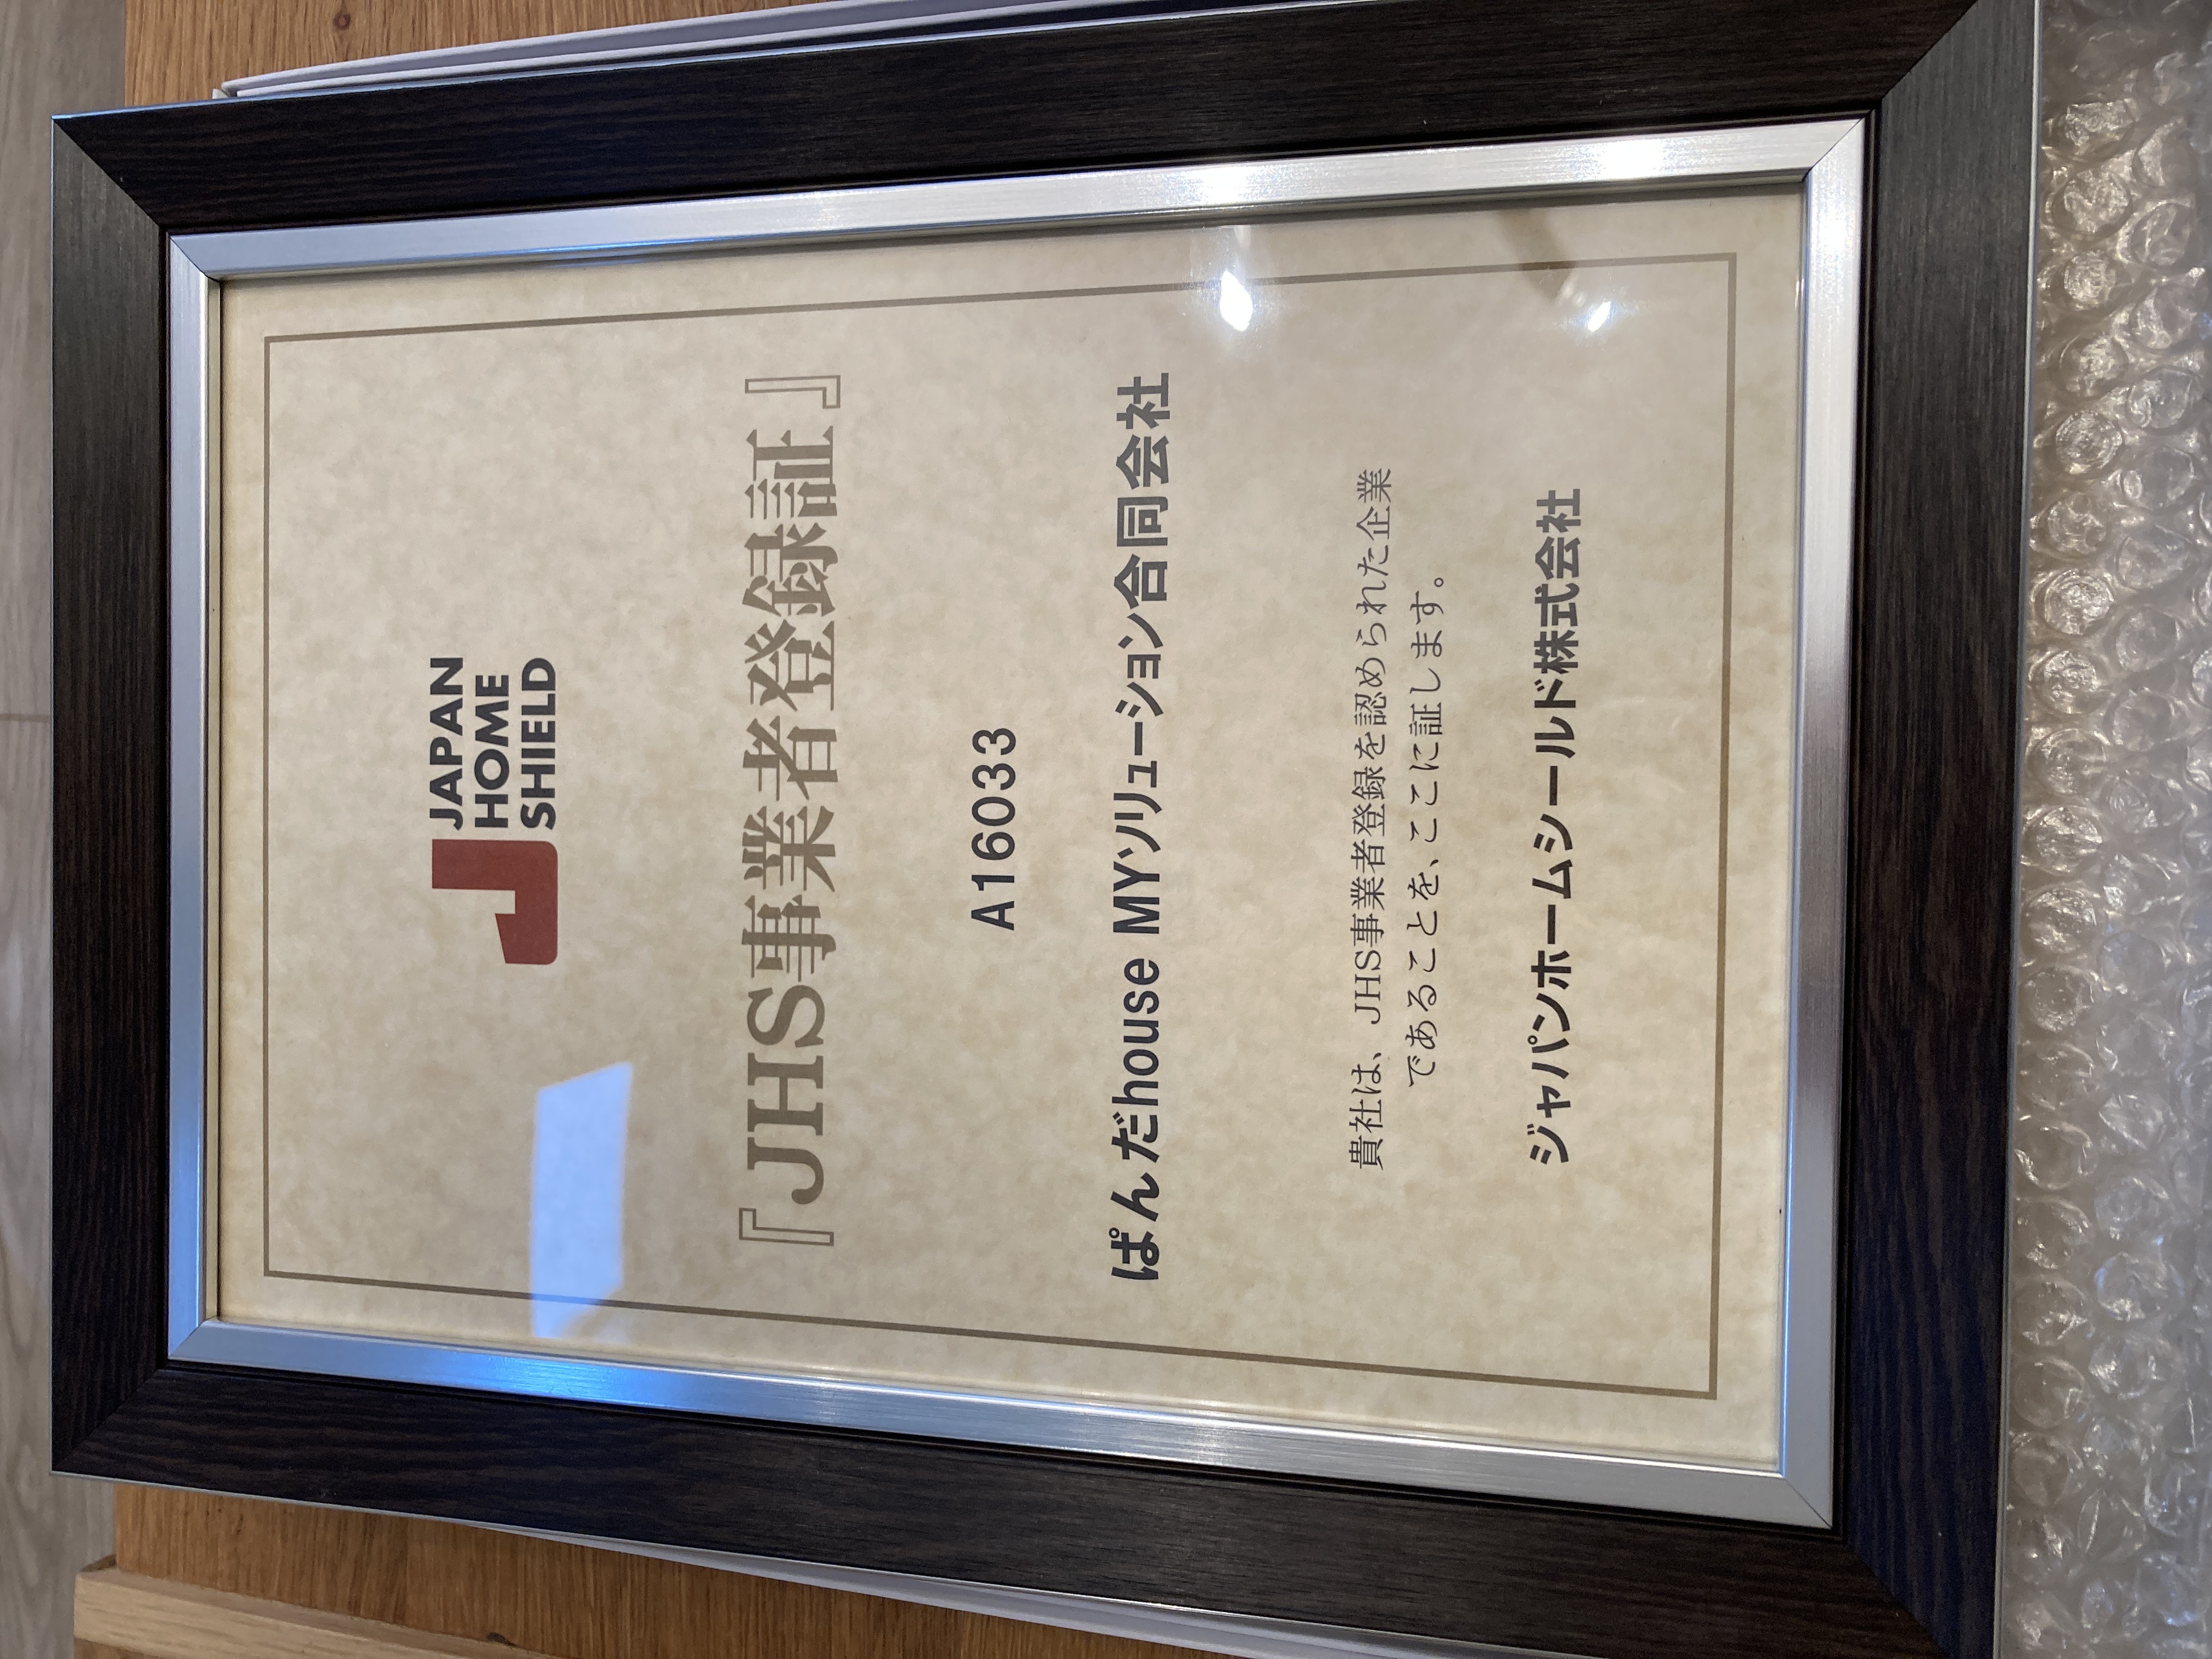 JAPAN
HOME
SHIELD
『JHS事業者登録証』
A16033
ぱんだhouse MYソリューション合同会社
貴社は、JHS事業者登録を認められた企業
であることを、ここに証します。
ジャパンホームシールド株式会社